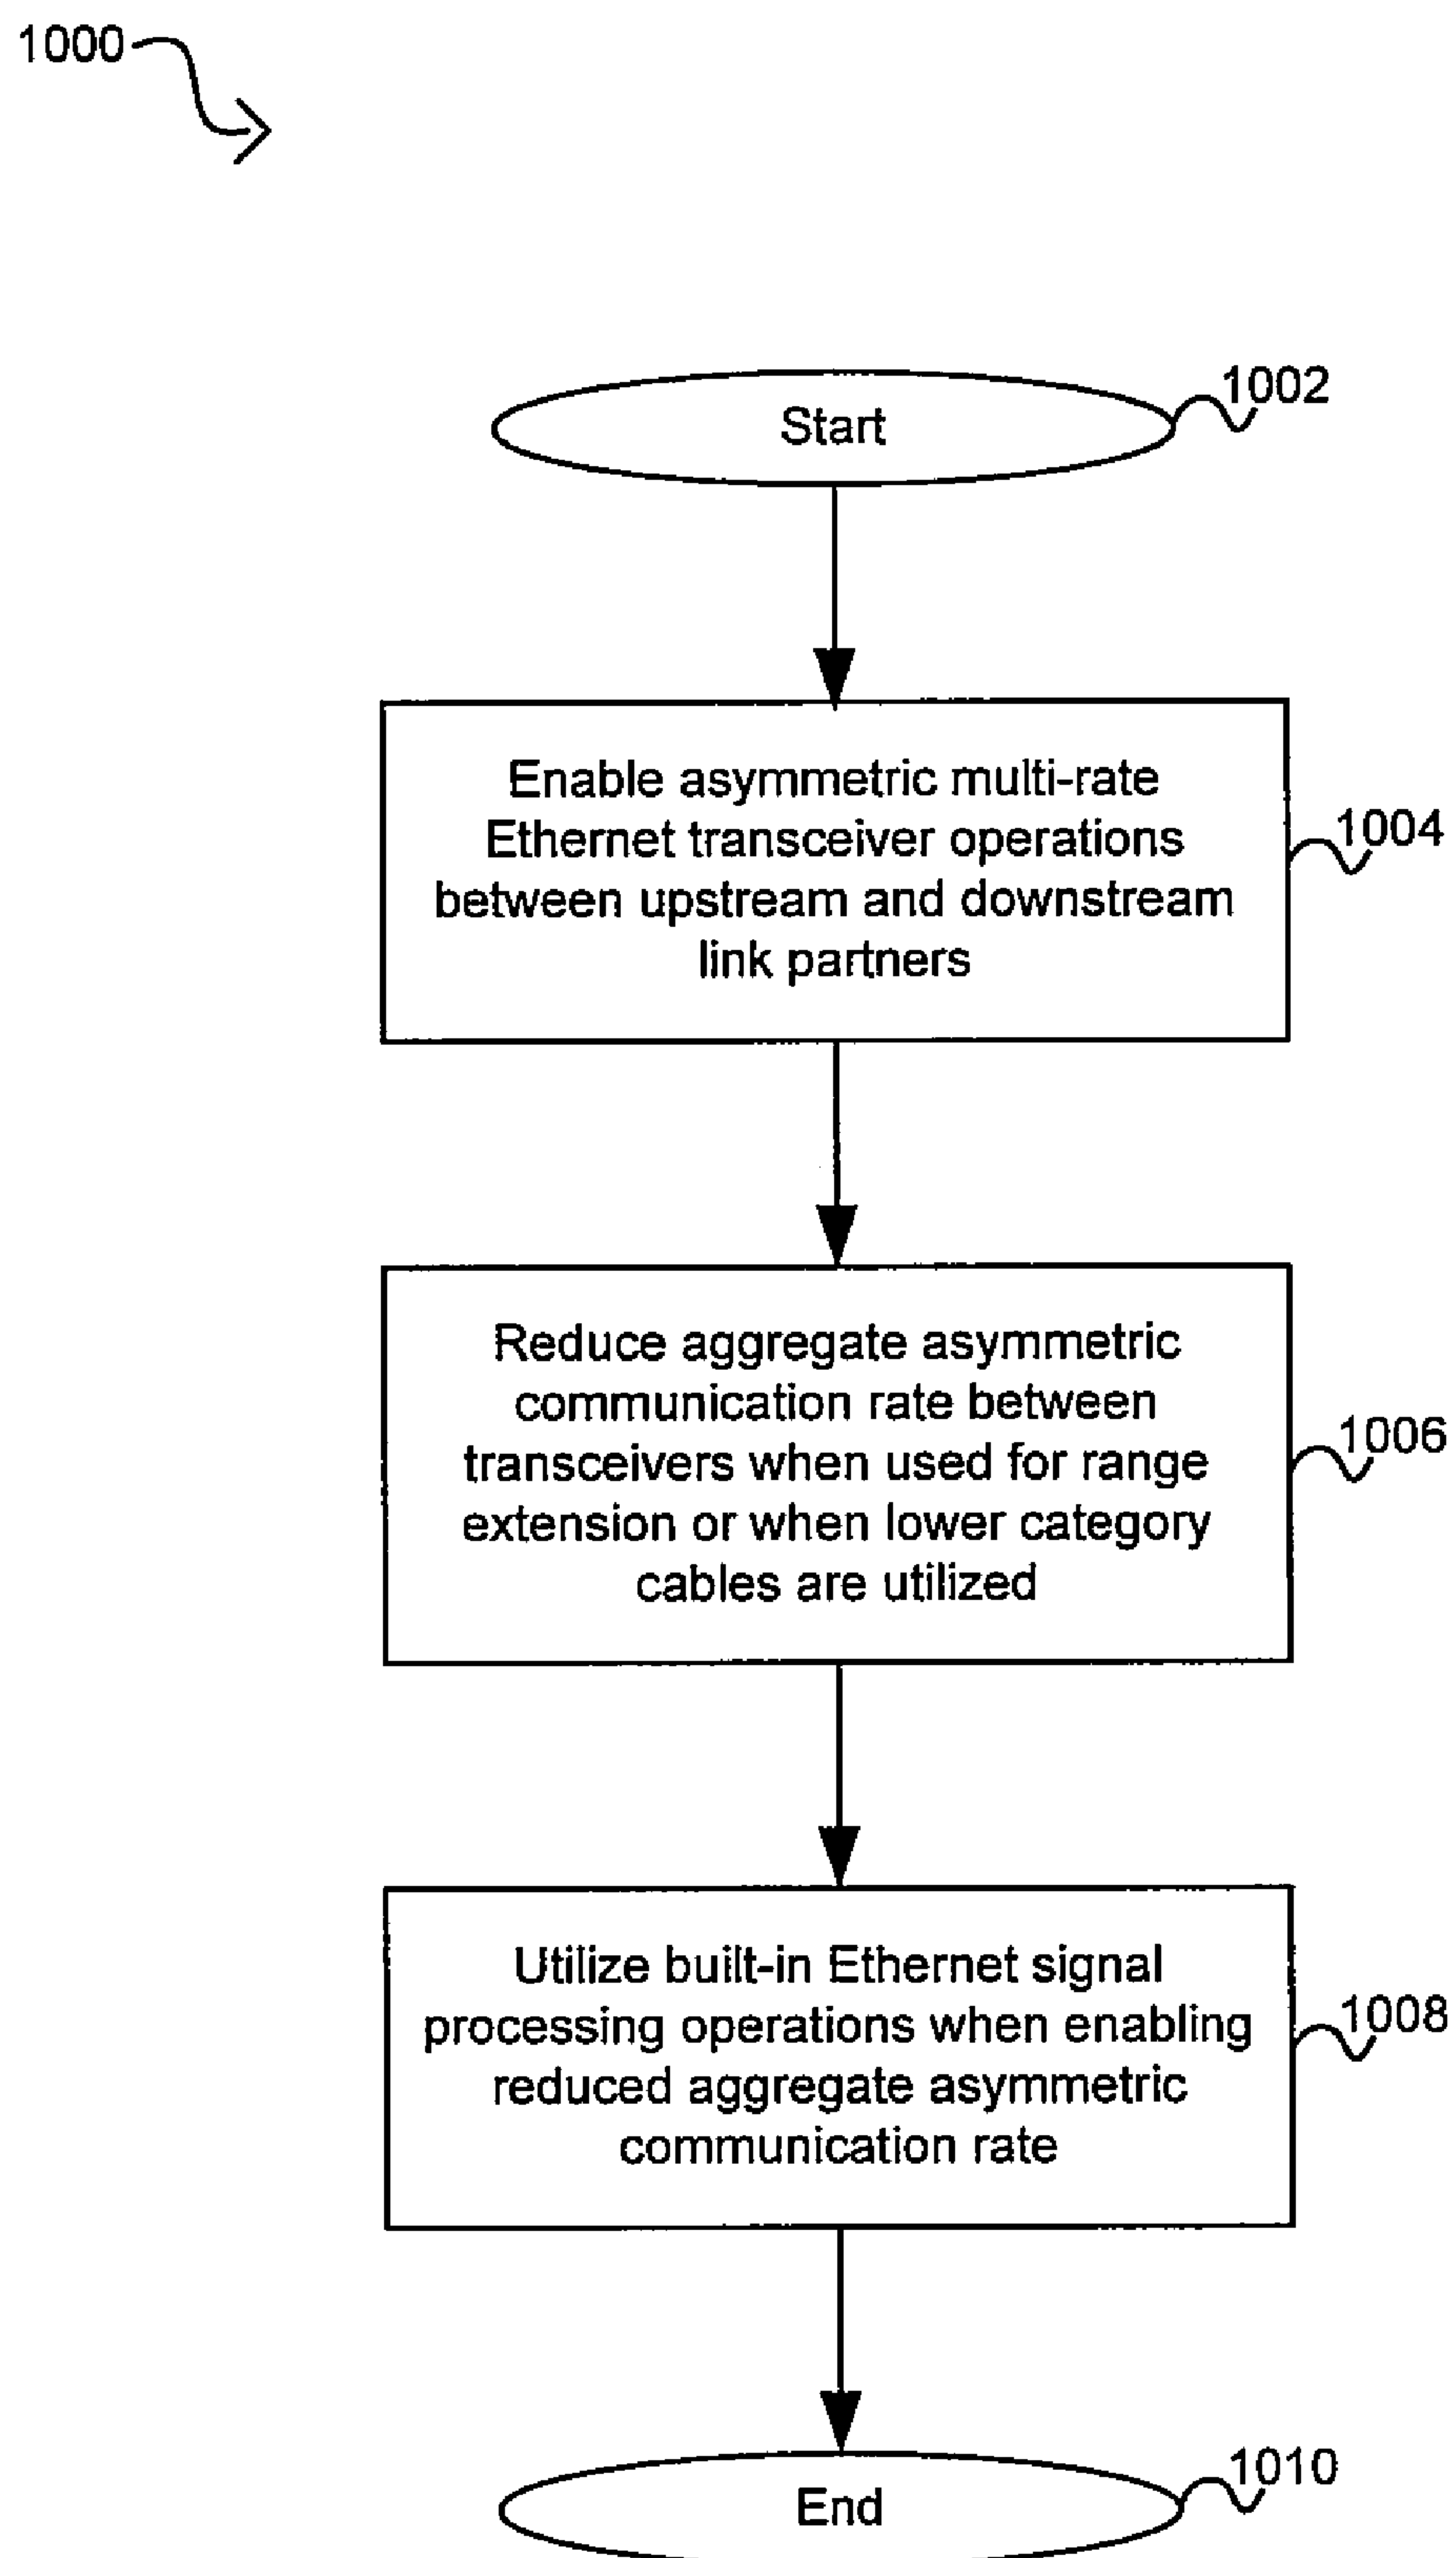 1000
1002
Start
Enable asymmetric multi-rate
Ethernet transceiver operations
between upstream and downstream
link partners
1004
Reduce aggregate asymmetric
communication rate between
transceivers when used for range
extension or when lower category
cables are utilized
1006
Utilize built-in Ethernet signal
processing operations when enabling
reduced aggregate asymmetric
communication rate
1008
End
1010